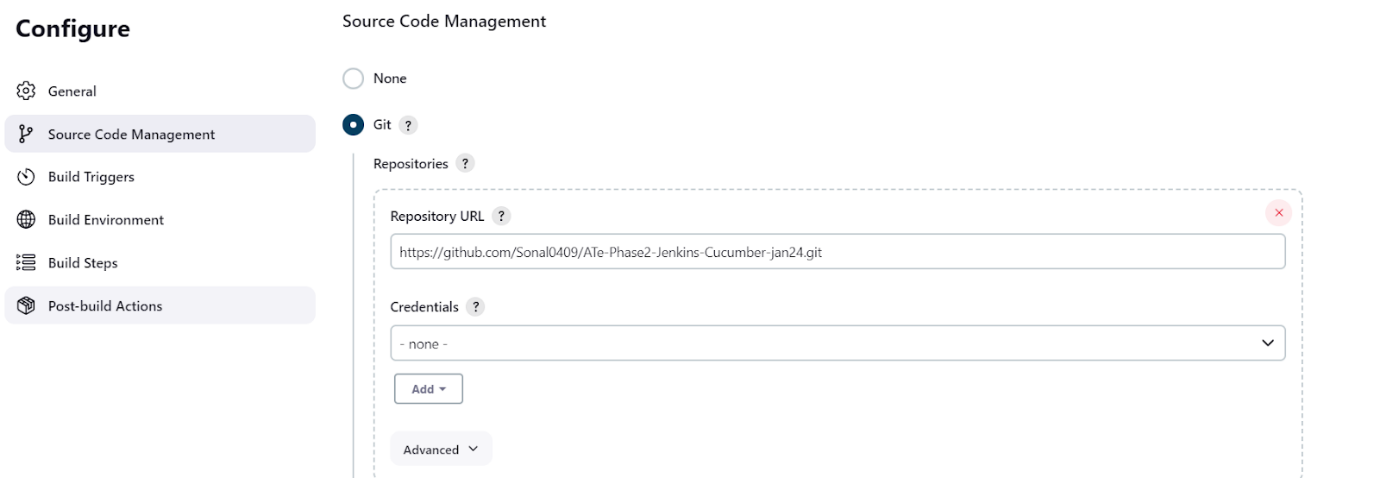 Configure
General
Source Code Management
Build Triggers
Build Environment
Build Steps
Post-build Actions
Source Code Management
None
Git ?
Repositories ?
Repository URL ?
https://github.com/Sonal0409/ATe-Phase2-Jenkins-Cucumber-jan24.git
Credentials ?
- none -
Add
Advanced